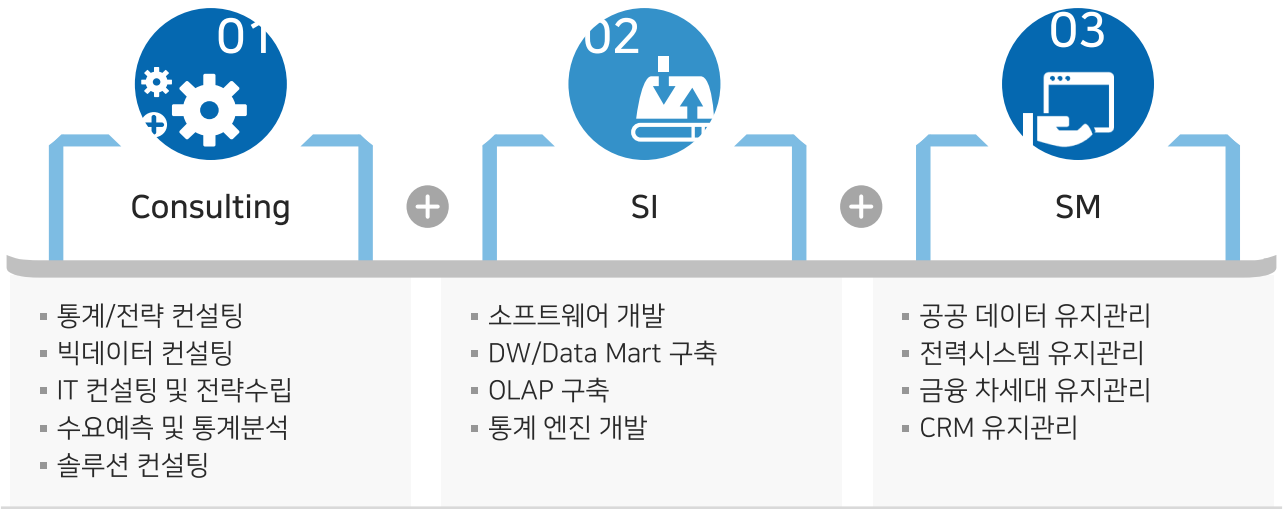 01
Consulting
통계/전략 컨설팅
빅데이터 컨설팅
IT 컨설팅 및 전략수립
수요예측 및 통계분석
솔루션 컨설팅
02
SI
소프트웨어 개발
DW/Data Mart 구축
OLAP 구축
통계 엔진 개발
03
SM
공공 데이터 유지관리
전력시스템 유지관리
금융 차세대 유지관리
CRM 유지관리